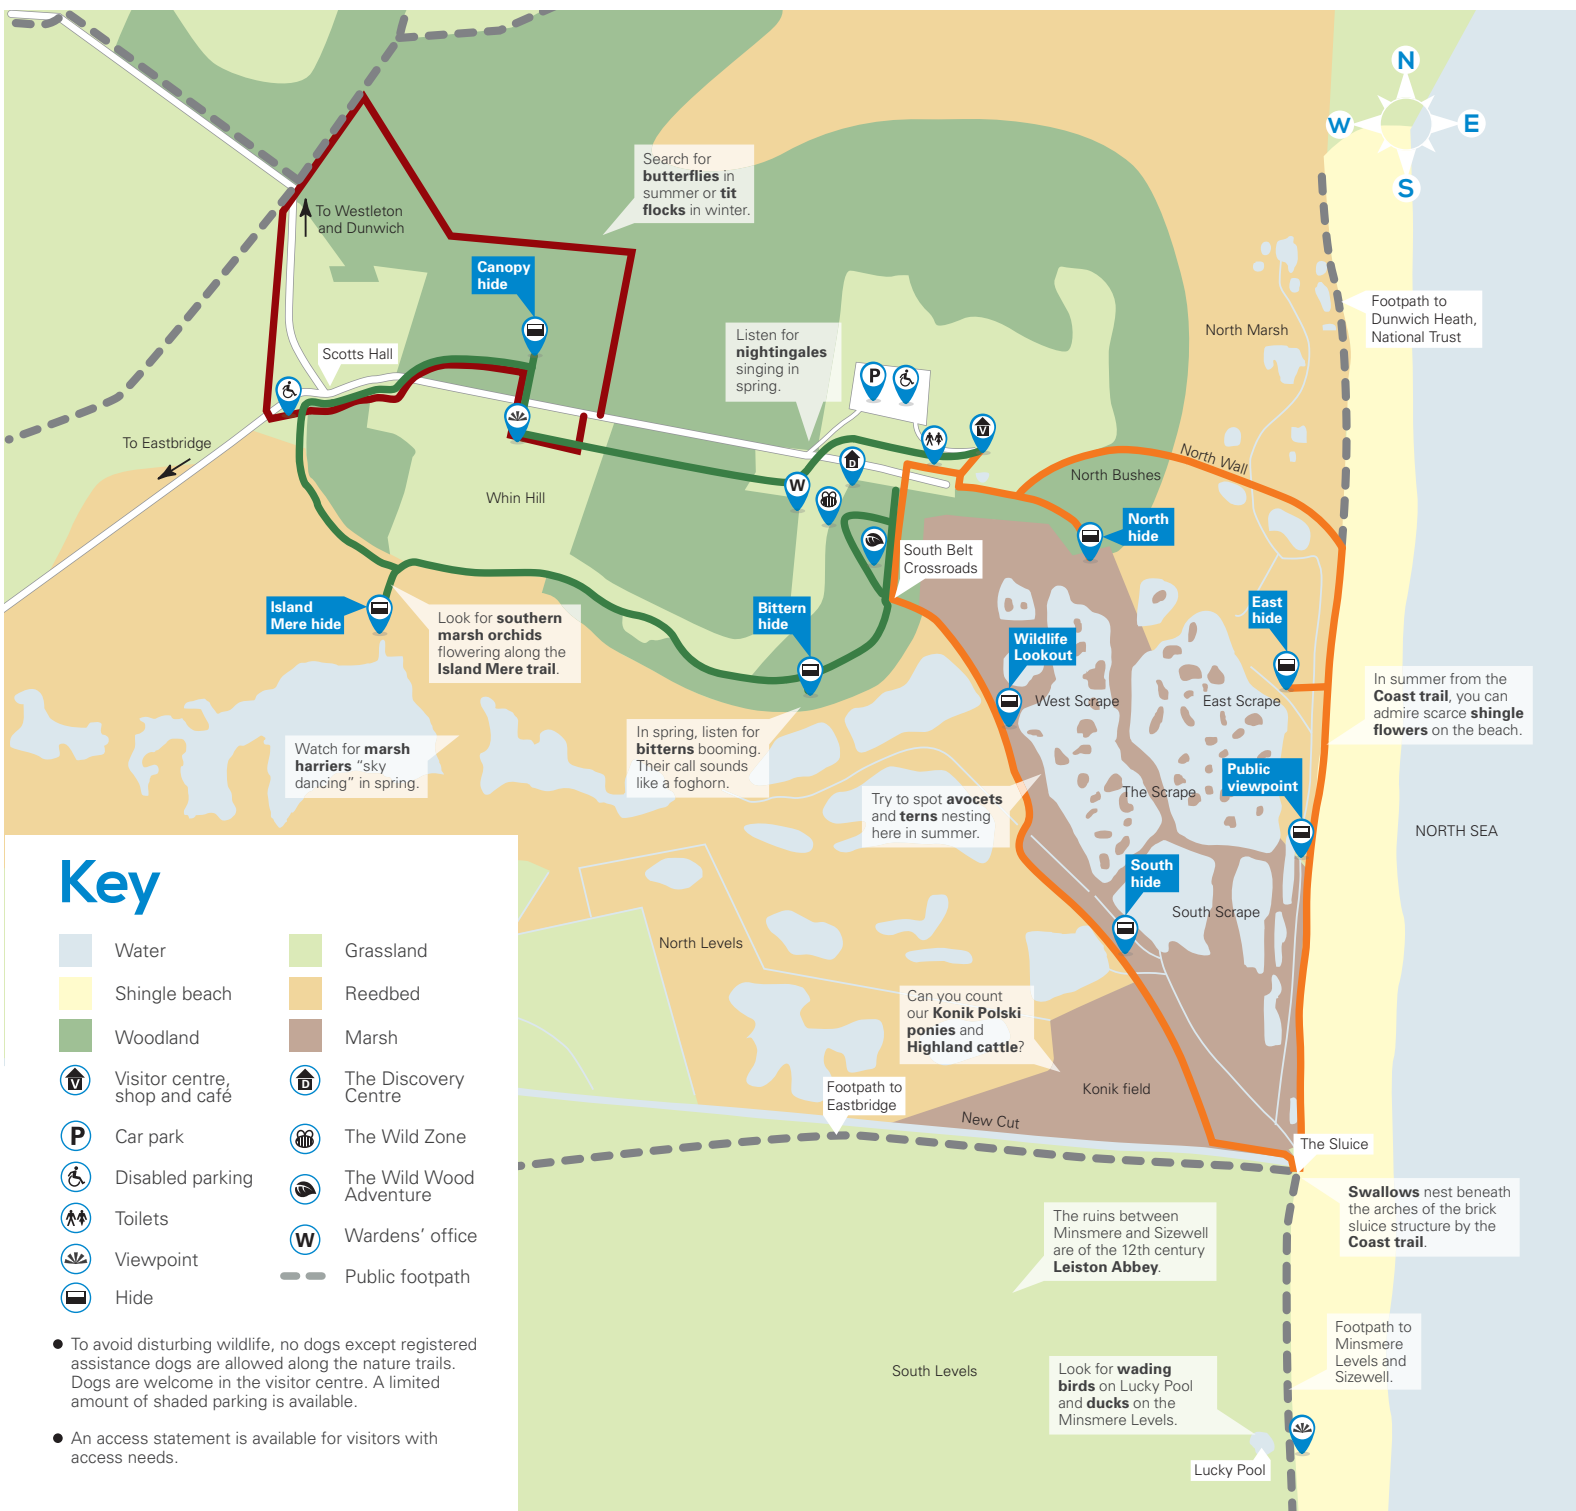 N
W
E
S
Search for
butterflies in
summer or tit
flocks in winter.
To Westleton
and Dunwich
Canopy
hide
Footpath to
Dunwich Heath,
National Trust
North Marsh
Listen for
nightingales
singing in
spring.
Scotts Hall
P
V
To Eastbridge
D
W
North Wall
North Bushes
Whin Hill
North
hide
South Belt
Crossroads
Island
Mere hide
Look for southern
marsh orchids
flowering along the
Island Mere trail.
Bittern
hide
East
hide
Wildlife
Lookout
West Scrape
East Scrape
In summer from the
Coast trail, you can
admire scarce shingle
flowers on the beach.
Watch for marsh
harriers “sky
dancing” in spring.
In spring, listen for
bitterns booming.
Their call sounds
like a foghorn.
Public
viewpoint
Try to spot avocets
and terns nesting
here in summer.
The Scrape
NORTH SEA
South
hide
South Scrape
North Levels
Can you count
our Konik Polski
ponies and
Highland cattle?
Footpath to
Eastbridge
Konik field
New Cut
The Sluice
Swallows nest beneath
the arches of the brick
sluice structure by the
Coast trail.
The ruins between
Minsmere and Sizewell
are of the 12th century
Leiston Abbey.
Footpath to
Minsmere
Levels and
Sizewell.
South Levels
Look for wading
birds on Lucky Pool
and ducks on the
Minsmere Levels.
Lucky Pool
Key
Water
Shingle beach
Woodland
V
Visitor centre,
shop and café
P
Car park
Disabled parking
Toilets
Viewpoint
Hide
Grassland
Reedbed
Marsh
D
The Discovery
Centre
The Wild Zone
The Wild Wood
Adventure
W
Wardens’ office
Public footpath
● To avoid disturbing wildlife, no dogs except registered
assistance dogs are allowed along the nature trails.
Dogs are welcome in the visitor centre. A limited
amount of shaded parking is available.
● An access statement is available for visitors with
access needs.